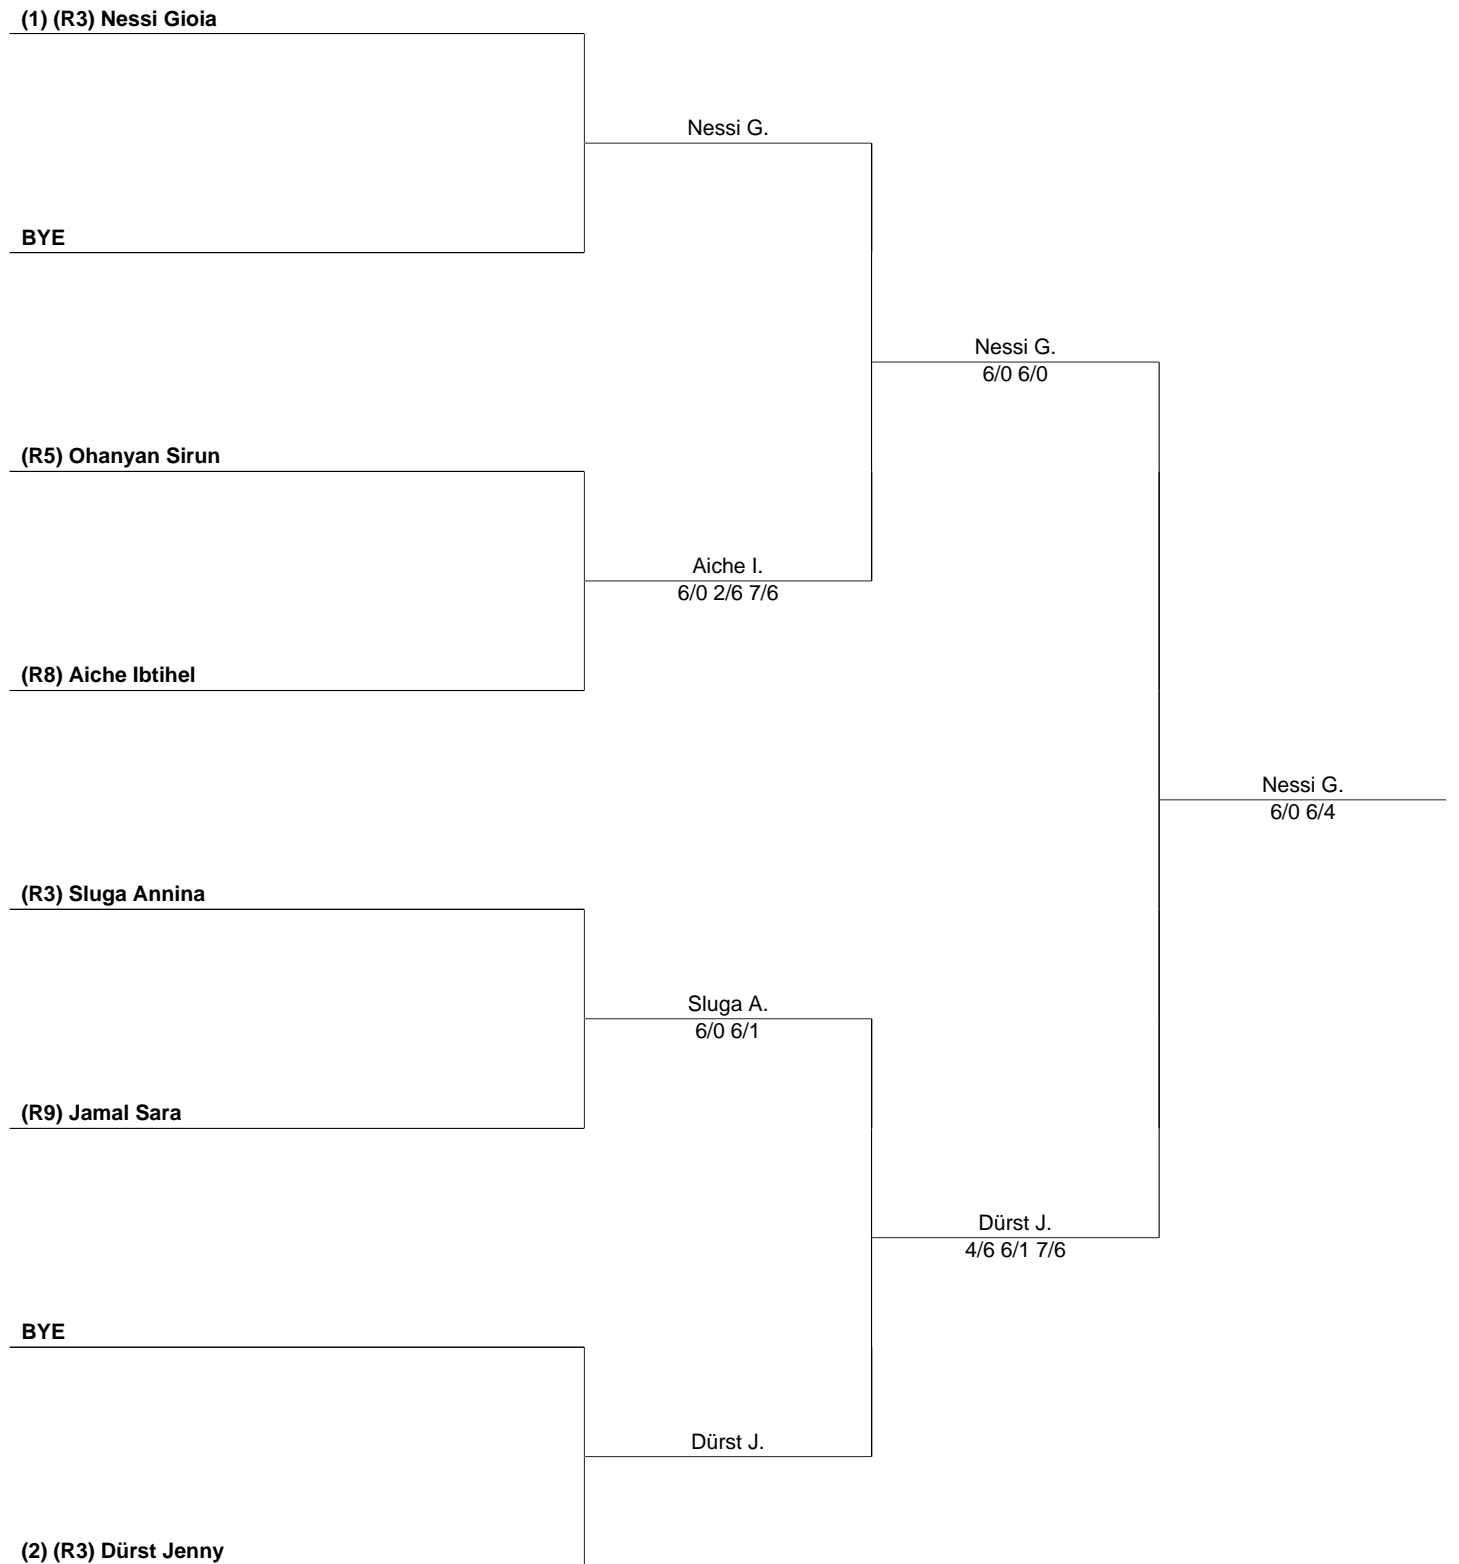 (1) (R3) Nessi Gioia
Nessi G.
BYE
Nessi G.
6/0 6/0
(R5) Ohanyan Sirun
Aiche I.
6/0 2/6 7/6
(R8) Aiche Ibtihel
Nessi G.
6/0 6/4
(R3) Sluga Annina
Sluga A.
6/0 6/1
(R9) Jamal Sara
Dürst J.
4/6 6/1 7/6
BYE
Dürst J.
(2) (R3) Dürst Jenny